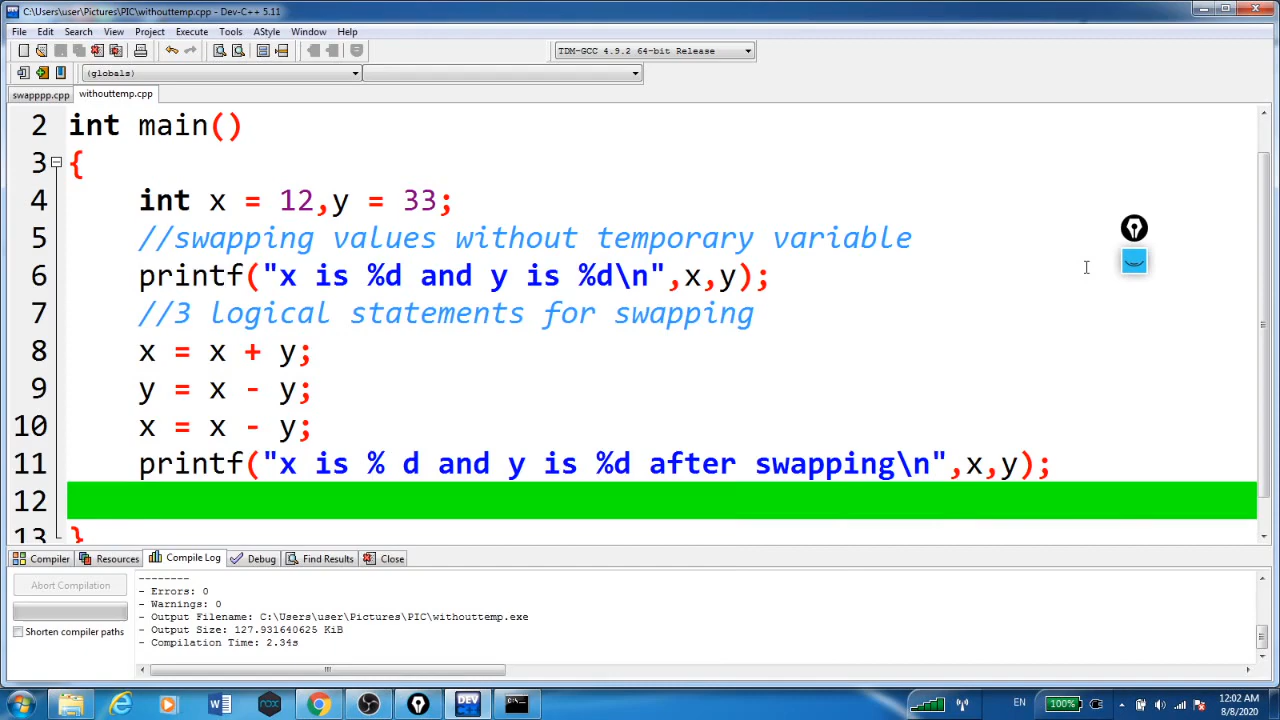 C:\Users\user\Pictures\PIC\withouttemp.cpp - Dev-C++ 5.11
File Edit Search View Project Execute Tools AStyle Window Help
TDM-GCC 4.9.2 64-bit Release
(globals)
swapppp.cpp withouttemp.cpp
2 int main()
3 {
4 int x = 12,y = 33;
5 //swapping values without temporary variable
6 printf("x is %d and y is %d\n",x,y);
7 //3 logical statements for swapping
8 x = x + y;
9 y = x - y;
10 x = x - y;
11 printf("x is % d and y is %d after swapping\n",x,y);
12
13 }
Compiler Resources Compile Log Debug Find Results Close
Abort Compilation
Shorten compiler paths
--------
- Errors: 0
- Warnings: 0
- Output Filename: C:\Users\user\Pictures\PIC\withouttemp.exe
- Output Size: 127.931640625 KiB
- Compilation Time: 2.34s
EN 100% 12:02 AM
8/8/2020